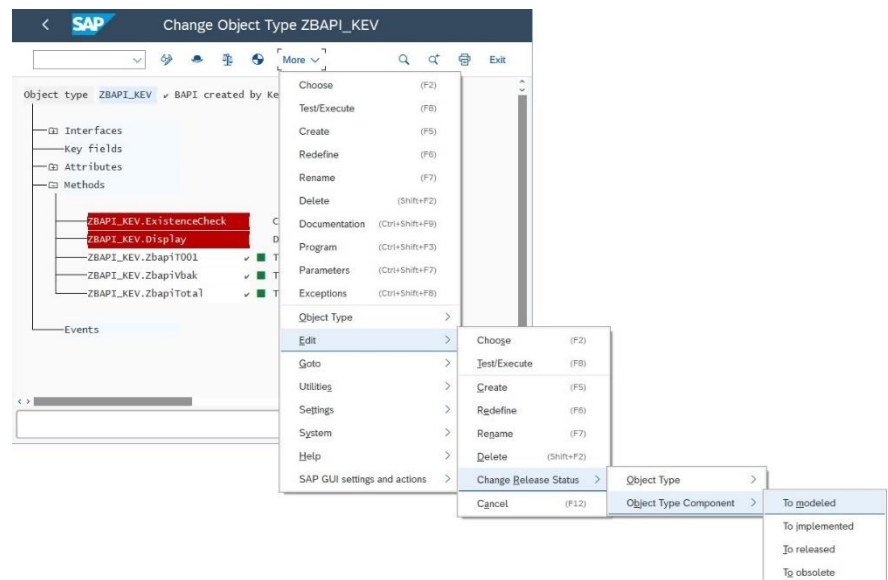 SAP Change Object Type ZBAPI_KEV
More Exit
Object type ZBAPI_KEV BAPI created by Ke
Interfaces
Key fields
Attributes
Methods
ZBAPI_KEV.ExistenceCheck C
ZBAPI_KEV.Display D
ZBAPI_KEV.ZbapiT001 T
ZBAPI_KEV.ZbapiVbak T
ZBAPI_KEV.ZbapiTotal T
Events
Choose (F2)
Test/Execute (F8)
Create (F5)
Redefine (F6)
Rename (F7)
Delete (Shift+F2)
Documentation (Ctrl+Shift+F9)
Program (Ctrl+Shift+F3)
Parameters (Ctrl+Shift+F7)
Exceptions (Ctrl+Shift+F8)
Object Type
Edit
Goto
Utilities
Settings
System
Help
SAP GUI settings and actions
Choose (F2)
Test/Execute (F8)
Create (F5)
Redefine (F6)
Rename (F7)
Delete (Shift+F2)
Change Release Status
Cancel (F12)
Object Type
Object Type Component
To modeled
To implemented
To released
To obsolete